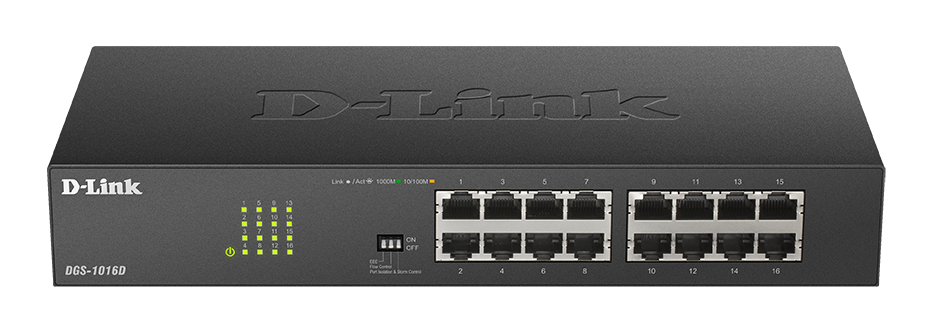 D-Link
D-Link
Link /Act 1000M 10/100M
1 3 5 7
9 11 13 15
1 5 9 13
2 6 10 14
3 7 11 15
4 8 12 16
ON
OFF
EEE
Flow Control
Port Isolation & Storm Control
2 4 6 8
10 12 14 16
DGS-1016D